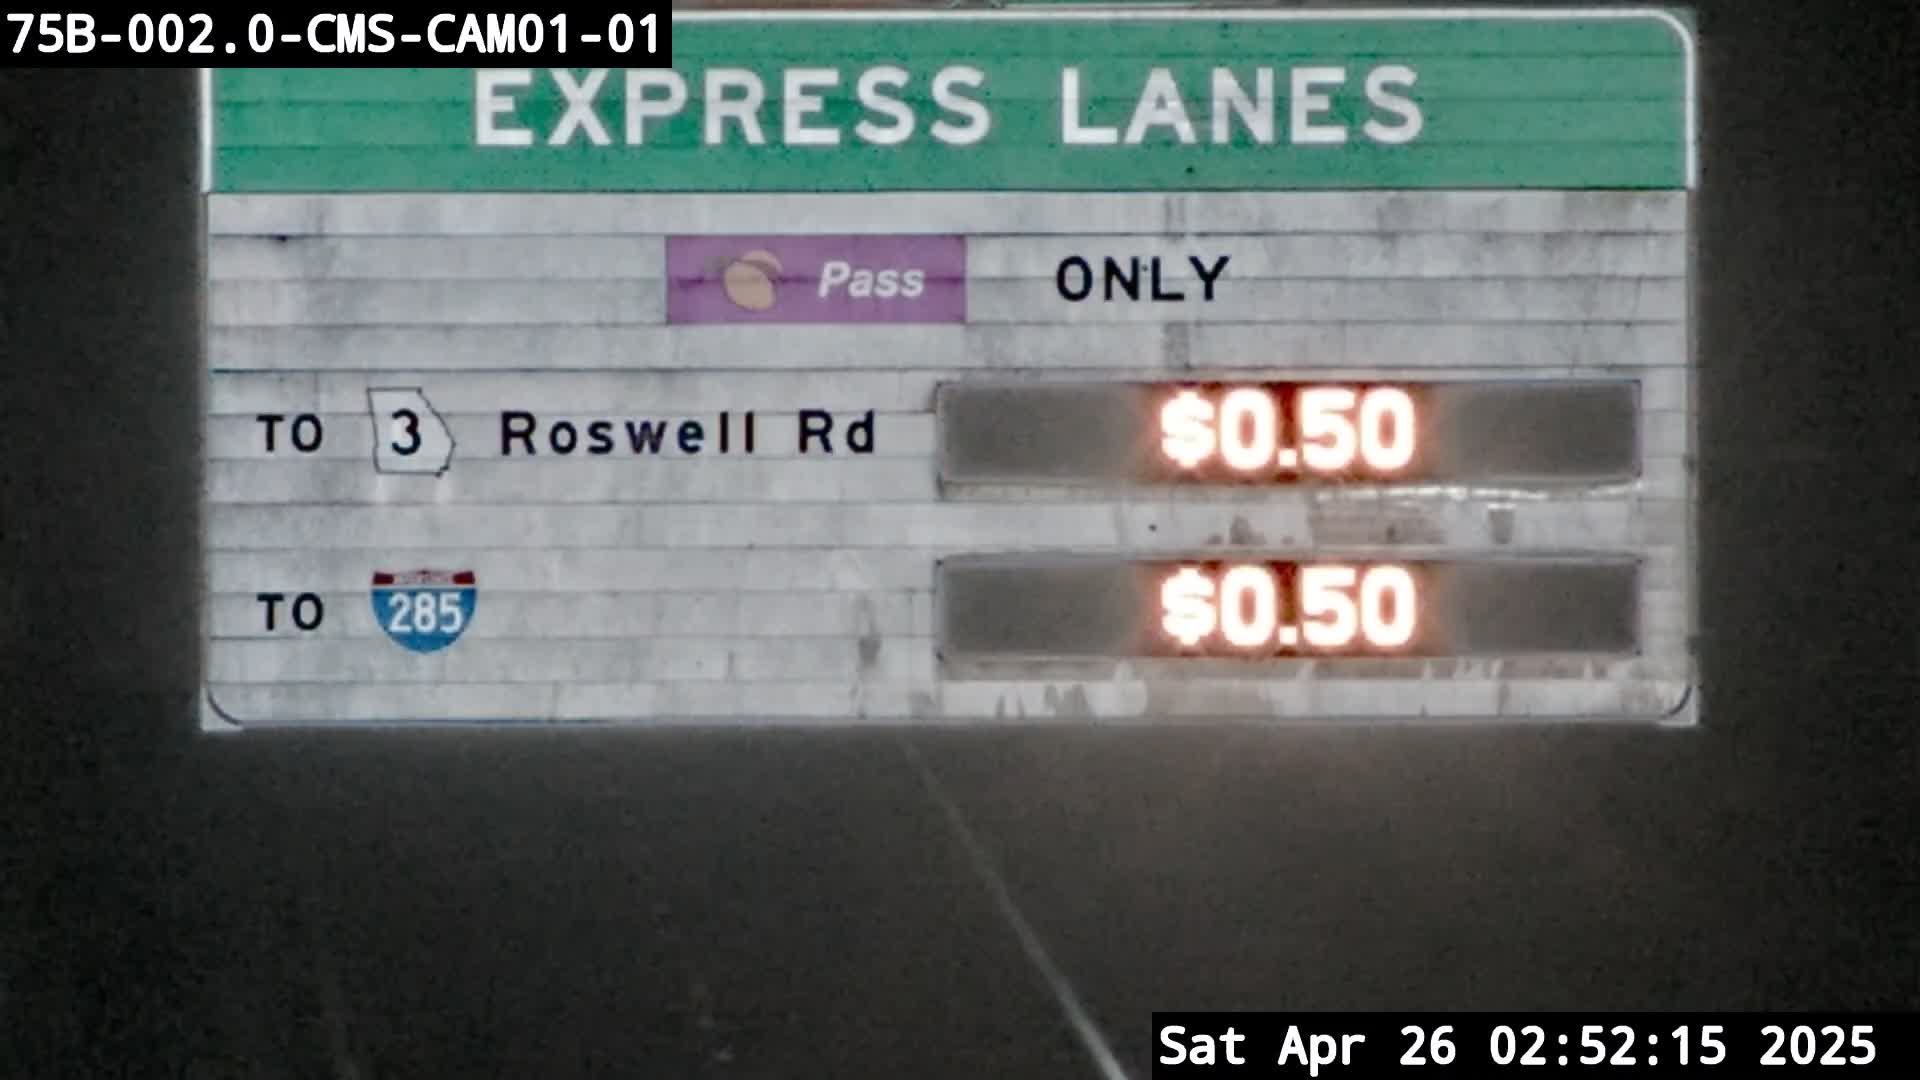 75B-002.0-CMS-CAM01-01
EXPRESS LANES
Pass ONLY
TO 3 Roswell Rd $0.50
TO 285 $0.50
Sat Apr 26 02:52:15 2025